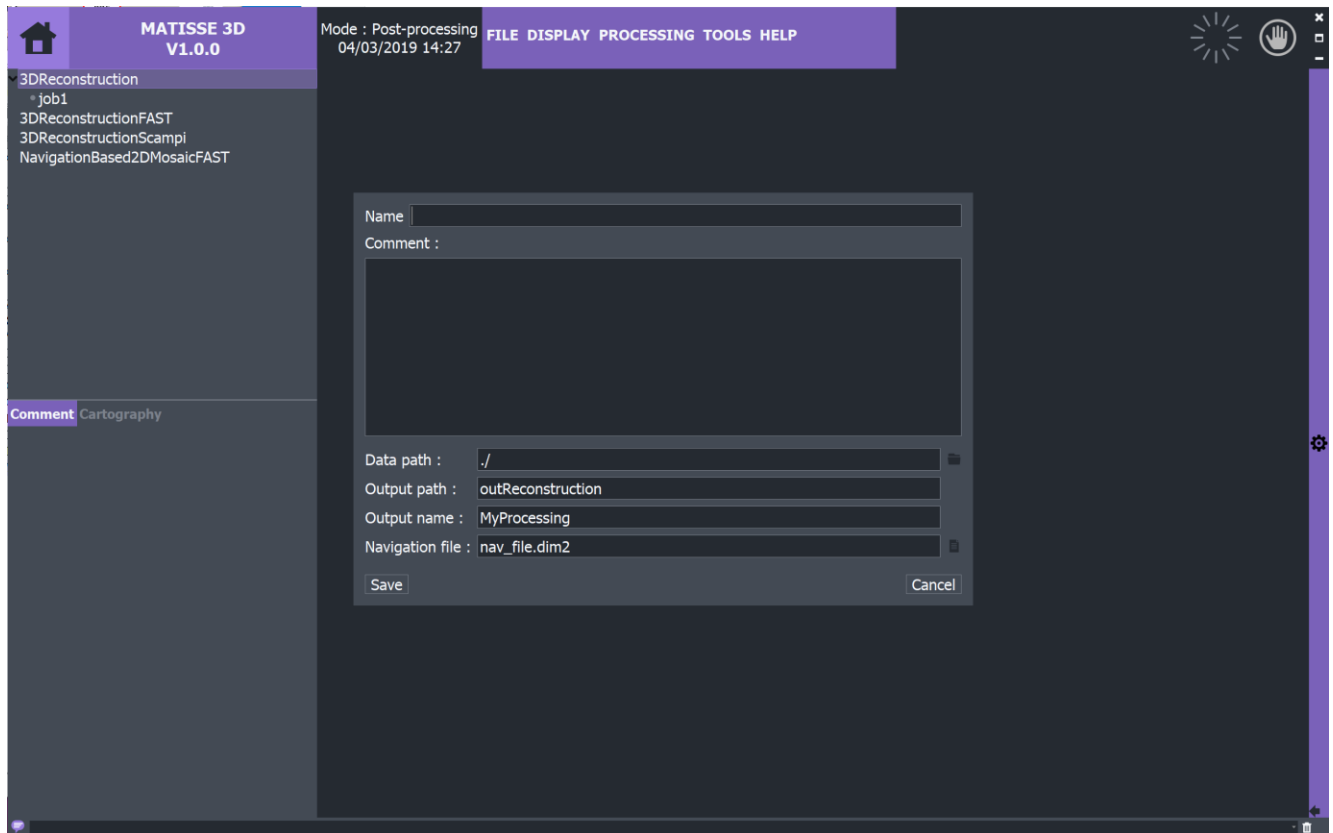 MATISSE 3D
V1.0.0
Mode : Post-processing
04/03/2019 14:27
FILE DISPLAY PROCESSING TOOLS HELP
3DReconstruction
job1
3DReconstructionFAST
3DReconstructionScampi
NavigationBased2DMosaicFAST
Comment Cartography
Name
Comment :
Data path : ./
Output path : outReconstruction
Output name : MyProcessing
Navigation file : nav_file.dim2
Save Cancel